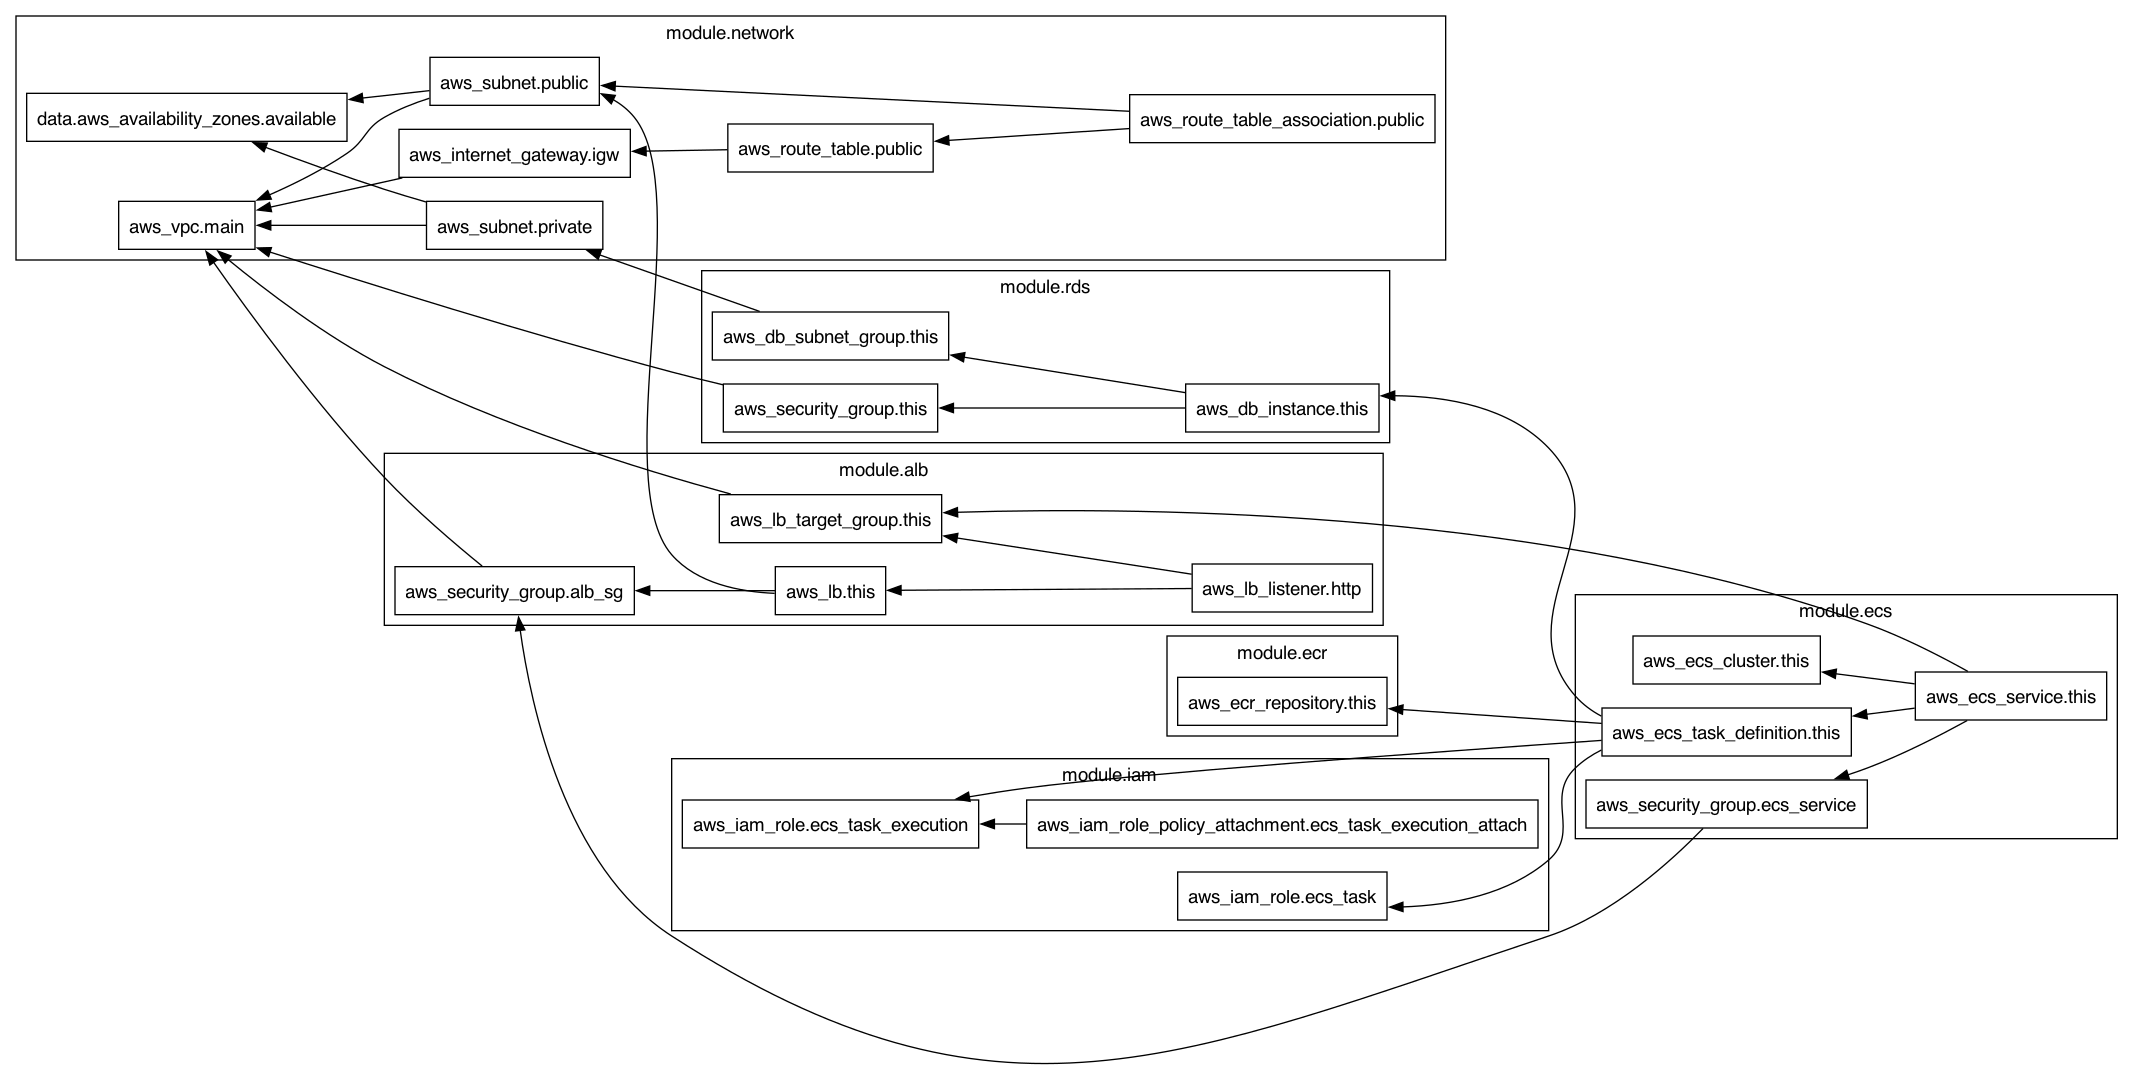 module.network
aws_subnet.public
data.aws_availability_zones.available
aws_route_table_association.public
aws_internet_gateway.igw
aws_route_table.public
aws_vpc.main
aws_subnet.private
module.rds
aws_db_subnet_group.this
aws_security_group.this
aws_db_instance.this
module.alb
aws_lb_target_group.this
aws_security_group.alb_sg
aws_lb.this
aws_lb_listener.http
module.ecr
aws_ecr_repository.this
module.ecs
aws_ecs_cluster.this
aws_ecs_service.this
aws_ecs_task_definition.this
aws_security_group.ecs_service
module.iam
aws_iam_role.ecs_task_execution
aws_iam_role_policy_attachment.ecs_task_execution_attach
aws_iam_role.ecs_task